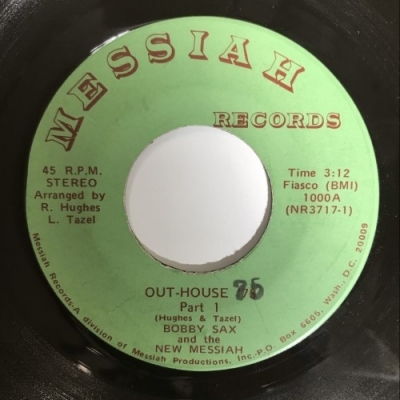 MESSIAH
RECORDS
45 R.P.M.
STEREO
Arranged by
R. Hughes
L. Tazel
Time 3:12
Fiasco (BMI)
1000A
(NR3717-1)
OUT-HOUSE 76
Part 1
(Hughes & Tazel)
BOBBY SAX
and the
NEW MESSIAH
Messiah Records-A division of Messiah Productions, Inc.-P.O. Box 6605, Wash., D.C. 20009